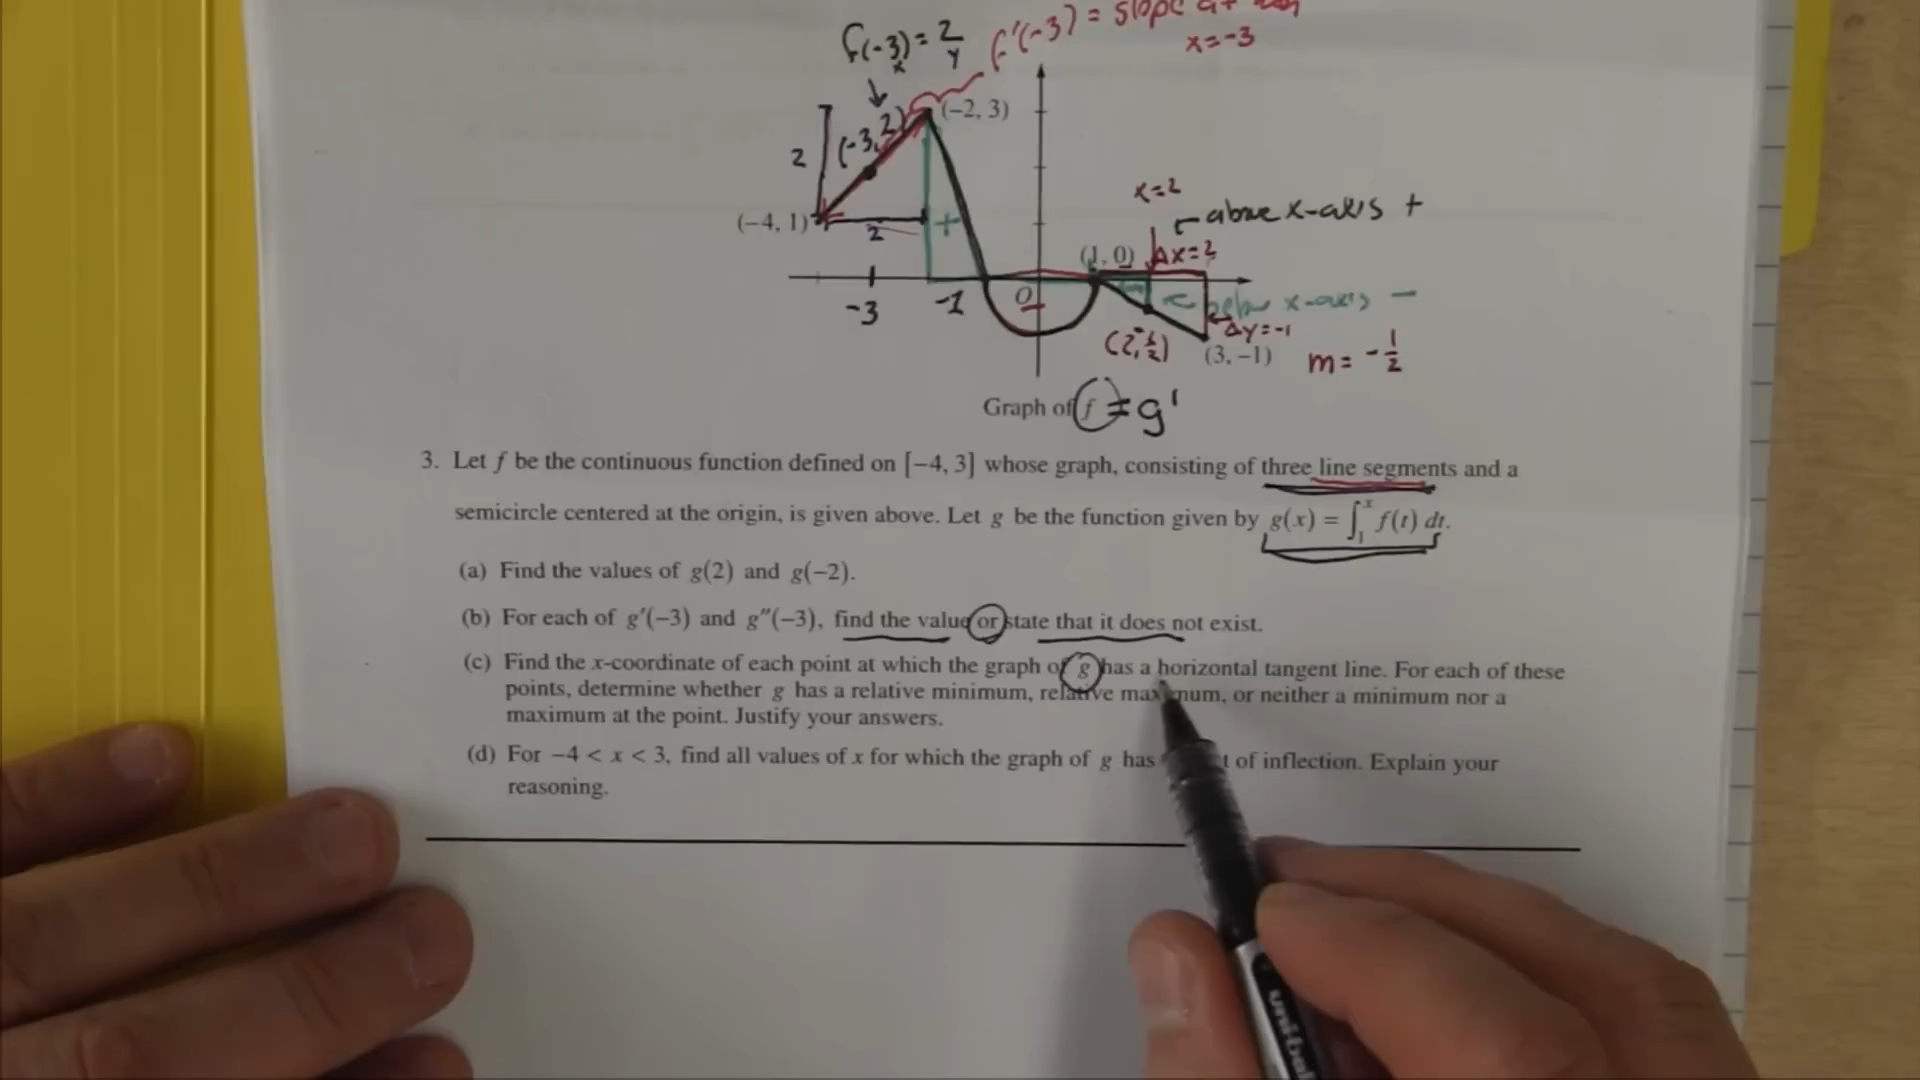 f(-3) = 2
x y
f'(-3) = slope at
x = -3
(-2, 3)
2
(-3, 2)
x = 2
(-4, 1)
2
+
above x-axis +
(1, 0)
Δx = 2
-3
-1
O
below x-axis -
Δy = -1
(2, -1/2)
(3, -1)
m = -1/2
Graph of f = g'
3. Let f be the continuous function defined on [-4, 3] whose graph, consisting of three line segments and a
semicircle centered at the origin, is given above. Let g be the function given by g(x) = ∫₁ˣ f(t) dt.
(a) Find the values of g(2) and g(-2).
(b) For each of g′(-3) and g″(-3), find the value or state that it does not exist.
(c) Find the x-coordinate of each point at which the graph of g has a horizontal tangent line. For each of these
points, determine whether g has a relative minimum, relative maximum, or neither a minimum nor a
maximum at the point. Justify your answers.
(d) For -4 < x < 3, find all values of x for which the graph of g has t of inflection. Explain your
reasoning.
uni-bal